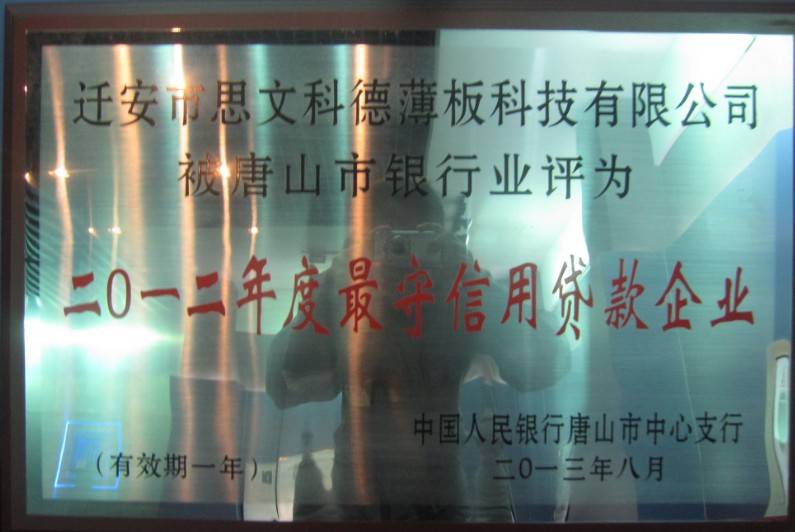 迁安市思文科德薄板科技有限公司
被唐山市银行业评为
二0一二年度最守信用贷款企业
中国人民银行唐山市中心支行
(有效期一年)
二0一三年八月